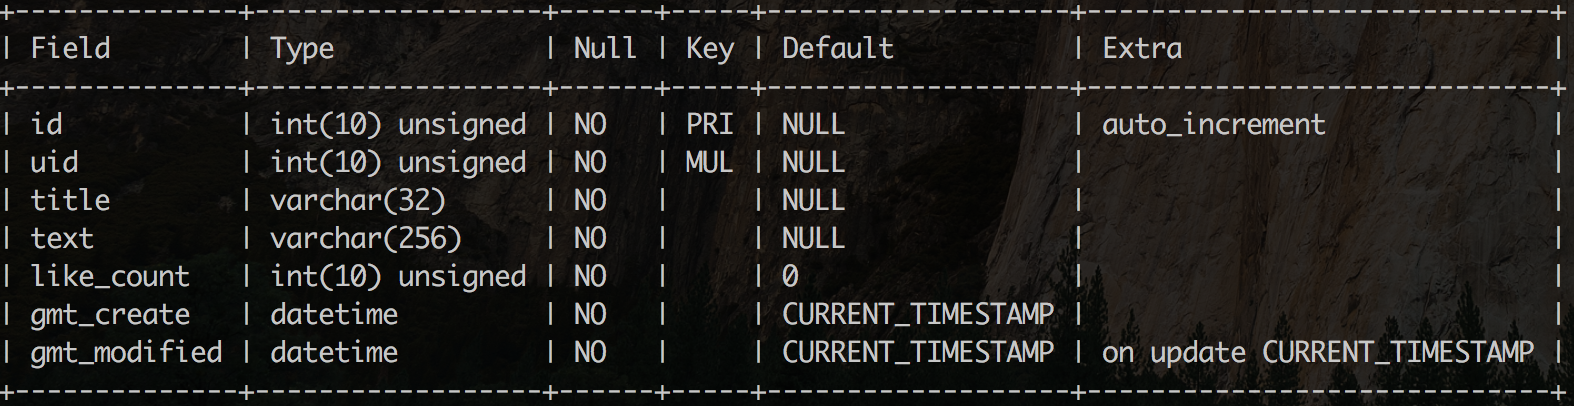 +--------------+------------------+------+-----+-------------------+-----------------------------+
| Field        | Type             | Null | Key | Default           | Extra                       |
+--------------+------------------+------+-----+-------------------+-----------------------------+
| id           | int(10) unsigned | NO   | PRI | NULL              | auto_increment              |
| uid          | int(10) unsigned | NO   | MUL | NULL              |                             |
| title        | varchar(32)      | NO   |     | NULL              |                             |
| text         | varchar(256)     | NO   |     | NULL              |                             |
| like_count   | int(10) unsigned | NO   |     | 0                 |                             |
| gmt_create   | datetime         | NO   |     | CURRENT_TIMESTAMP |                             |
| gmt_modified | datetime         | NO   |     | CURRENT_TIMESTAMP | on update CURRENT_TIMESTAMP |
+--------------+------------------+------+-----+-------------------+-----------------------------+